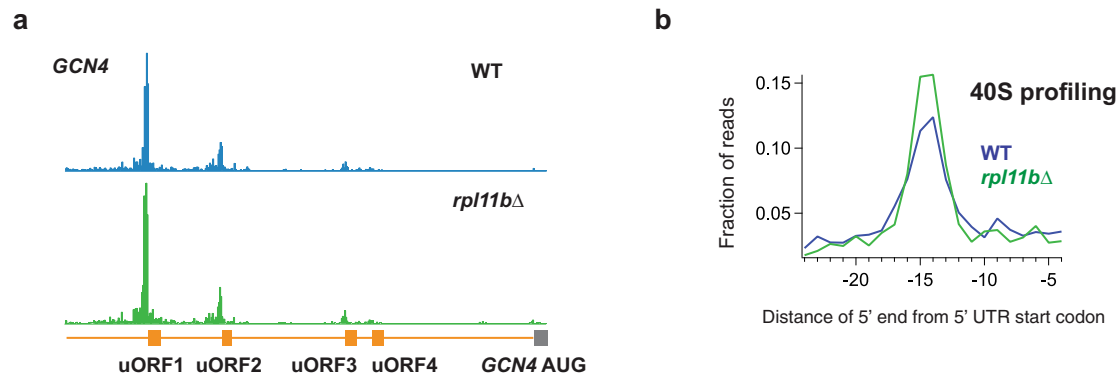 a
GCN4
WT
rpl11bΔ
uORF1 uORF2 uORF3 uORF4 GCN4 AUG
b
40S profiling
WT
rpl11bΔ
Fraction of reads
0.15
0.10
0.05
-20 -15 -10 -5
Distance of 5’ end from 5’ UTR start codon